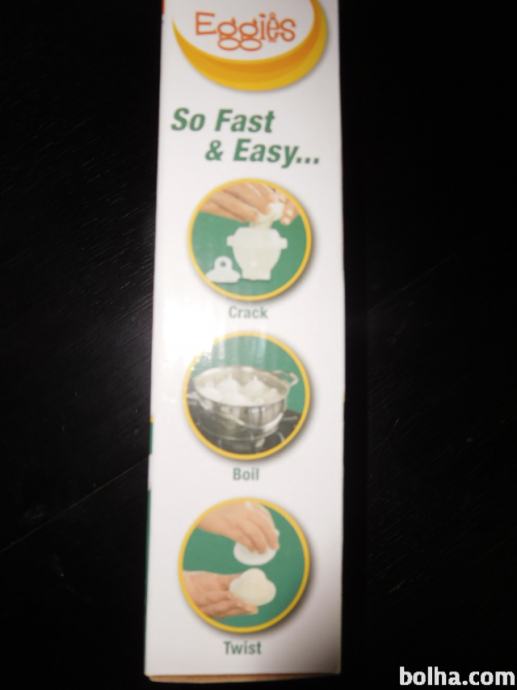 Eggies
So Fast
& Easy...
Crack
Boil
Twist
bolha.com